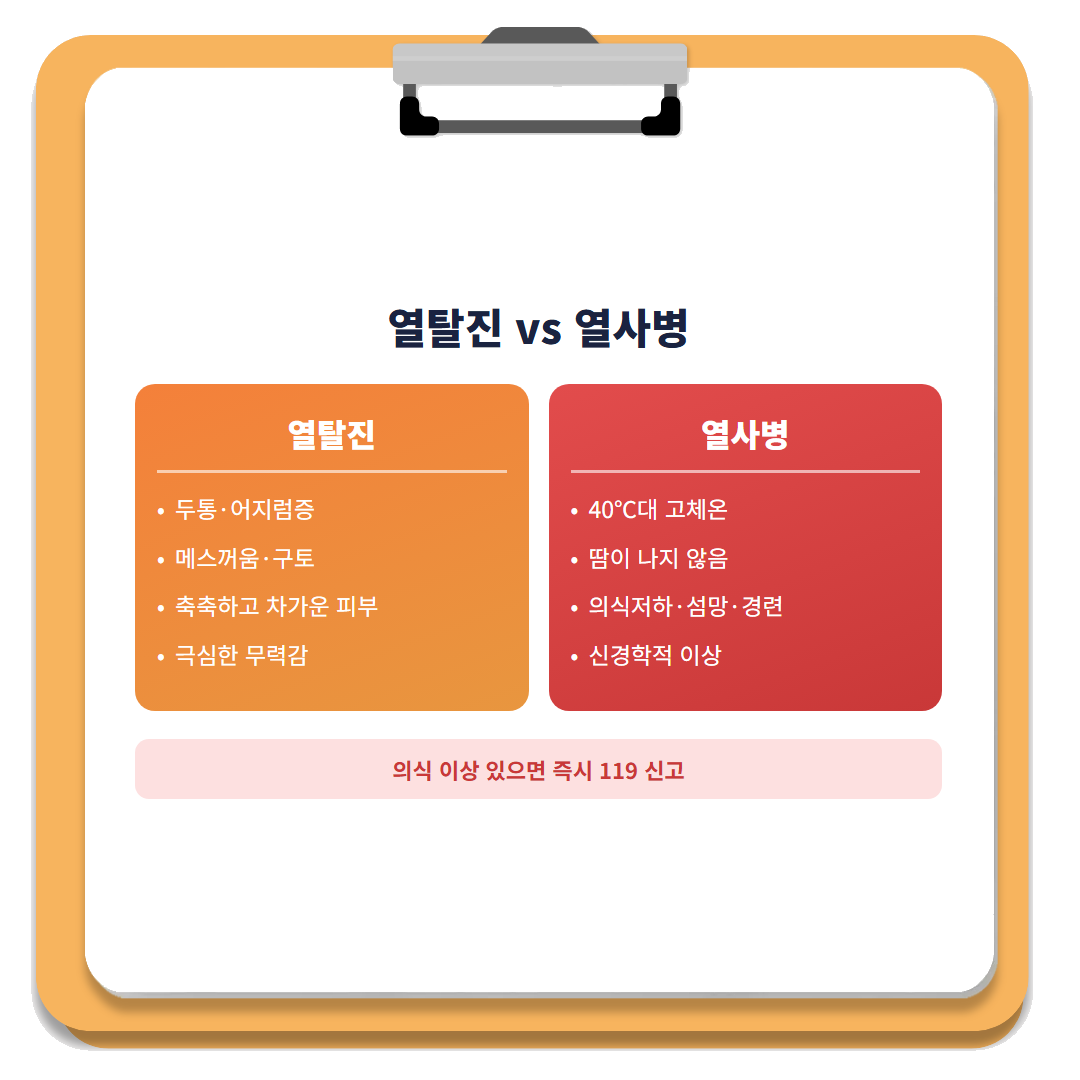 열탈진 vs 열사병
열탈진
• 두통·어지럼증
• 메스꺼움·구토
• 축축하고 차가운 피부
• 극심한 무력감
열사병
• 40℃대 고체온
• 땀이 나지 않음
• 의식저하·섬망·경련
• 신경학적 이상
의식 이상 있으면 즉시 119 신고